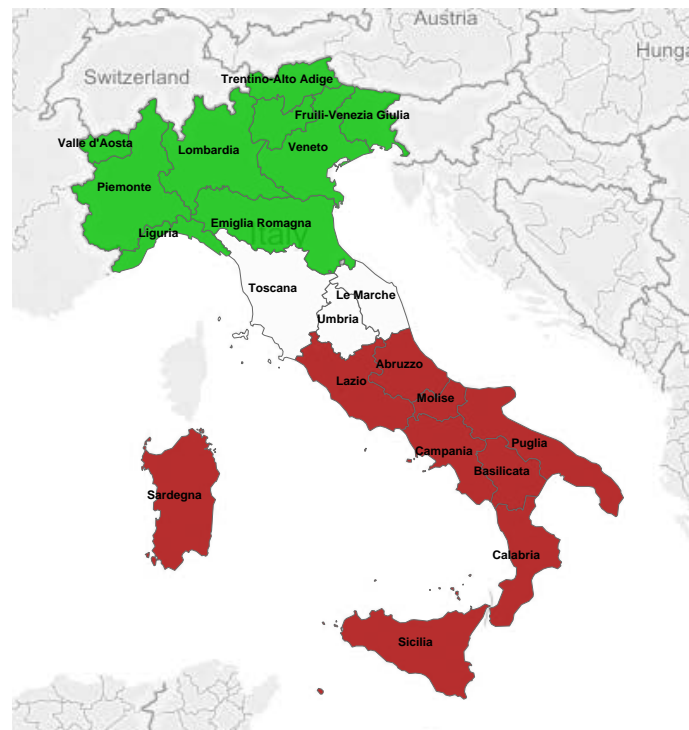 Austria
Hunga
Switzerland
Trentino-Alto Adige
Fruili-Venezia Giulia
Valle d'Aosta
Lombardia
Veneto
Piemonte
Emiglia Romagna
Liguria
Italy
Toscana
Le Marche
Umbria
Abruzzo
Lazio
Molise
Puglia
Campania
Basilicata
Sardegna
Calabria
Sicilia